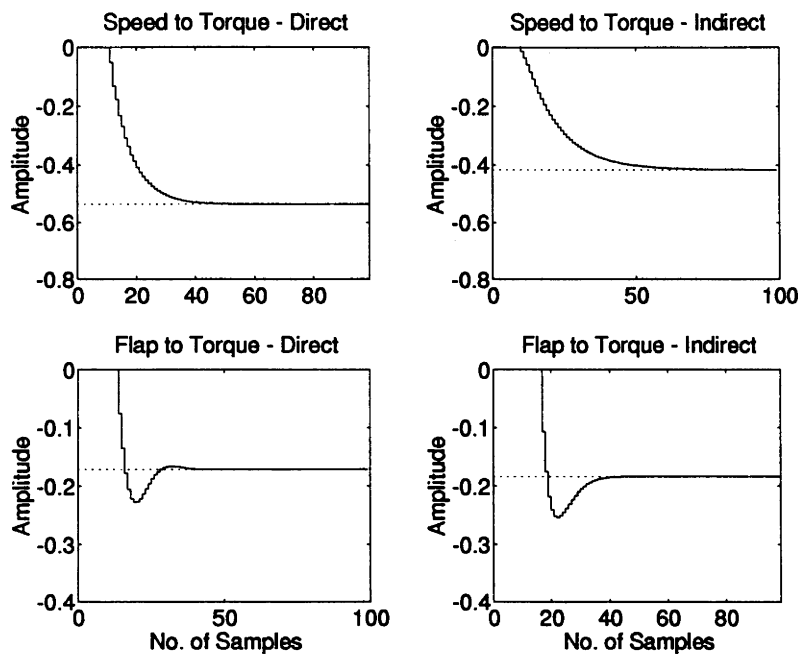 Speed to Torque - Direct
Speed to Torque - Indirect
0
-0.2
-0.4
-0.6
-0.8
Amplitude
0 20 40 60 80
0
-0.2
-0.4
-0.6
-0.8
Amplitude
0 50 100
Flap to Torque - Direct
Flap to Torque - Indirect
0
-0.1
-0.2
-0.3
-0.4
Amplitude
0 50 100
No. of Samples
0
-0.1
-0.2
-0.3
-0.4
Amplitude
0 20 40 60 80
No. of Samples